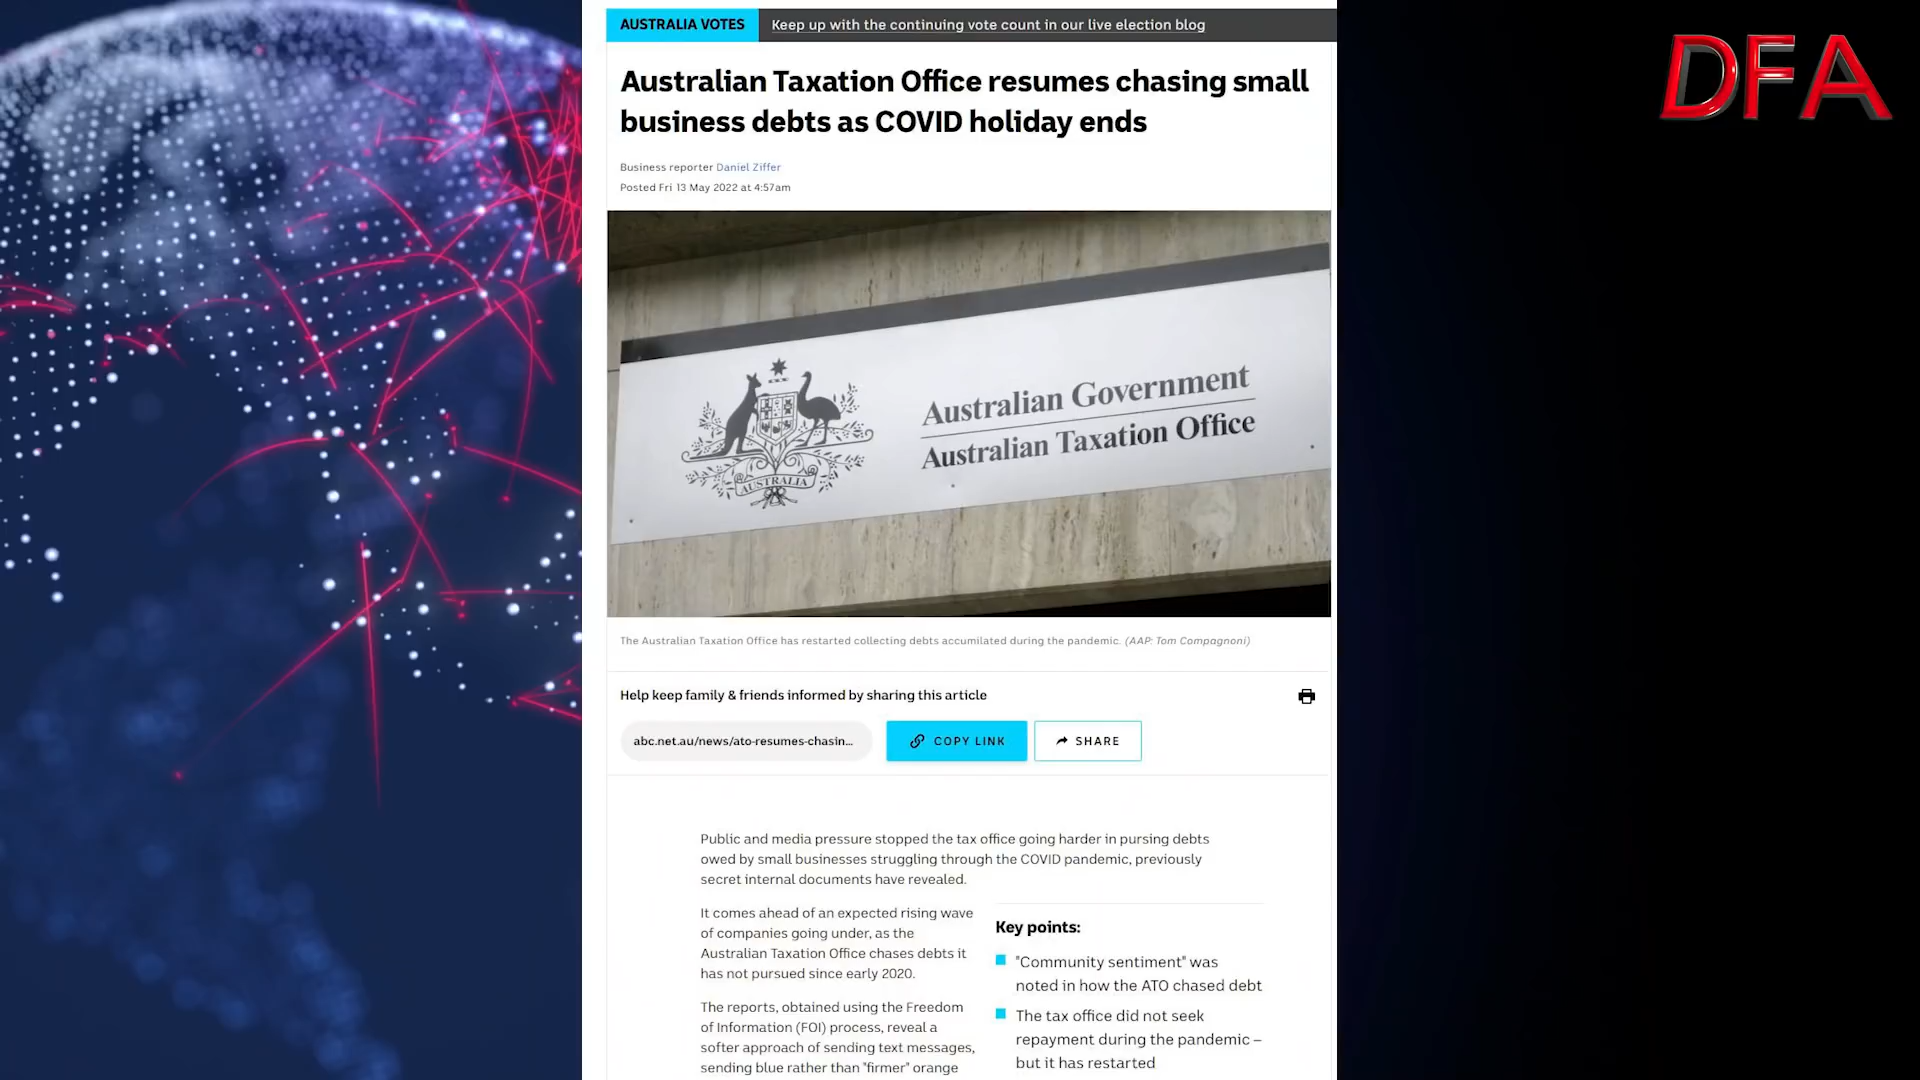 AUSTRALIA VOTES
Keep up with the continuing vote count in our live election blog
DFA
Australian Taxation Office resumes chasing small
business debts as COVID holiday ends
Business reporter Daniel Ziffer
Posted Fri 13 May 2022 at 4:57am
Australian Government
Australian Taxation Office
AUSTRALIA
The Australian Taxation Office has restarted collecting debts accumilated during the pandemic. (AAP: Tom Compagnoni)
Help keep family & friends informed by sharing this article
abc.net.au/news/ato-resumes-chasin...
COPY LINK
SHARE
Public and media pressure stopped the tax office going harder in pursing debts
owed by small businesses struggling through the COVID pandemic, previously
secret internal documents have revealed.
It comes ahead of an expected rising wave
of companies going under, as the
Australian Taxation Office chases debts it
has not pursued since early 2020.
The reports, obtained using the Freedom
of Information (FOI) process, reveal a
softer approach of sending text messages,
sending blue rather than "firmer" orange
Key points:
"Community sentiment" was
noted in how the ATO chased debt
The tax office did not seek
repayment during the pandemic –
but it has restarted